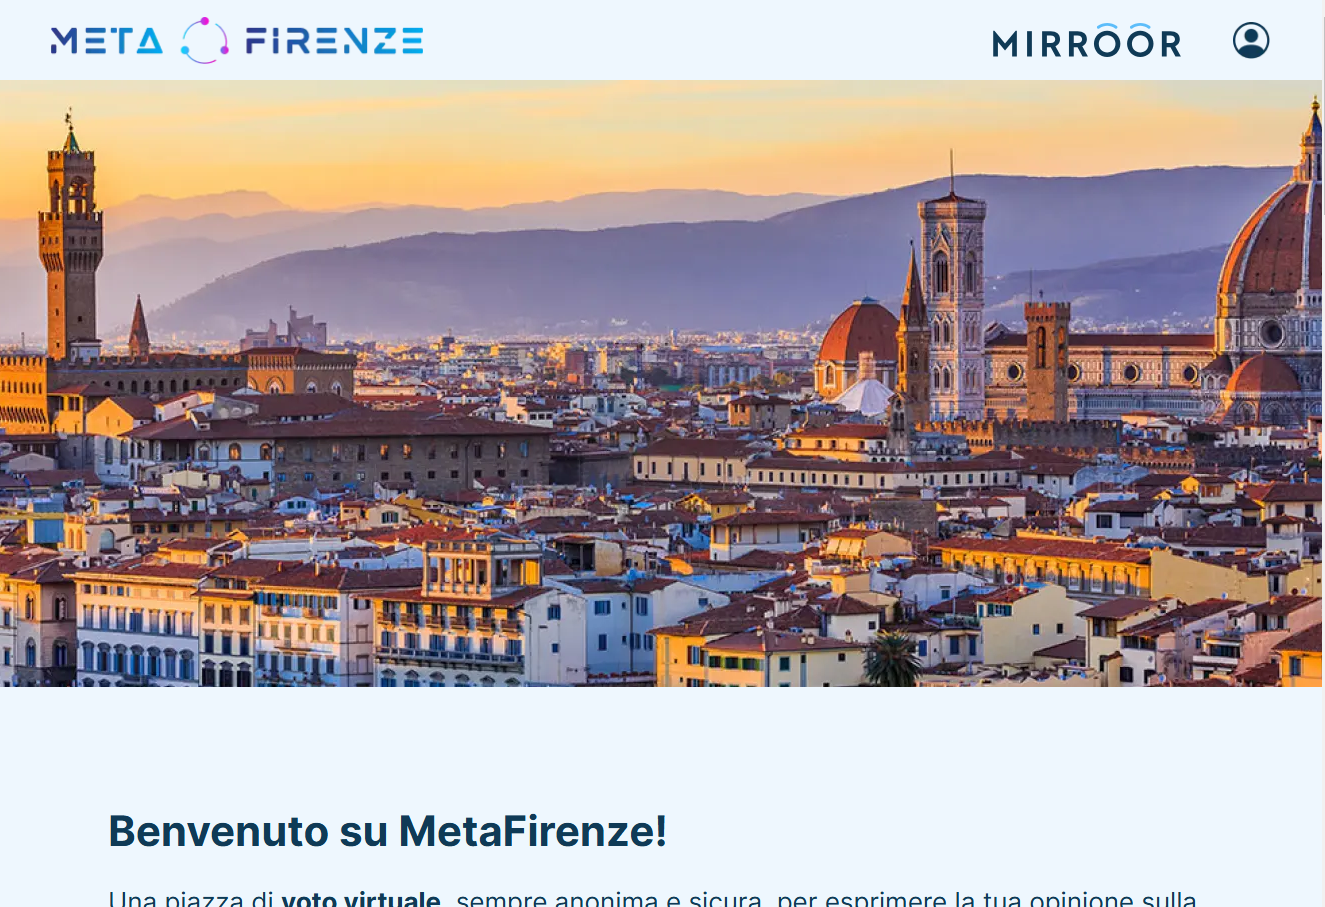 META FIRENZE
MIRROOR
Benvenuto su MetaFirenze!
Una piazza di voto virtuale, sempre anonima e sicura, per esprimere la tua opinione sulla